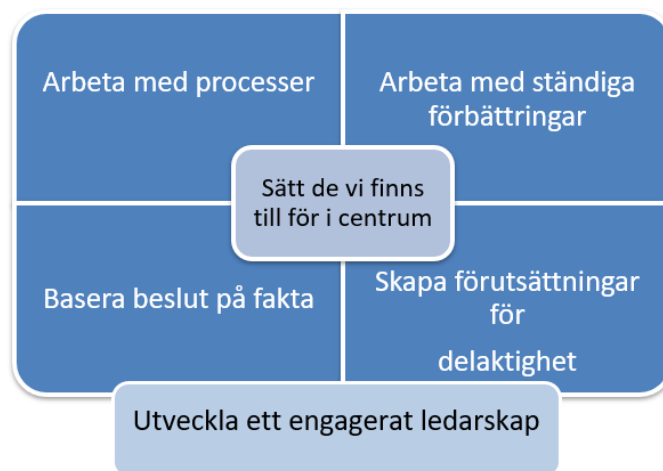 Arbeta med processer
Arbeta med ständiga
förbättringar
Sätt de vi finns
till för i centrum
Basera beslut på fakta
Skapa förutsättningar
för
delaktighet
Utveckla ett engagerat ledarskap